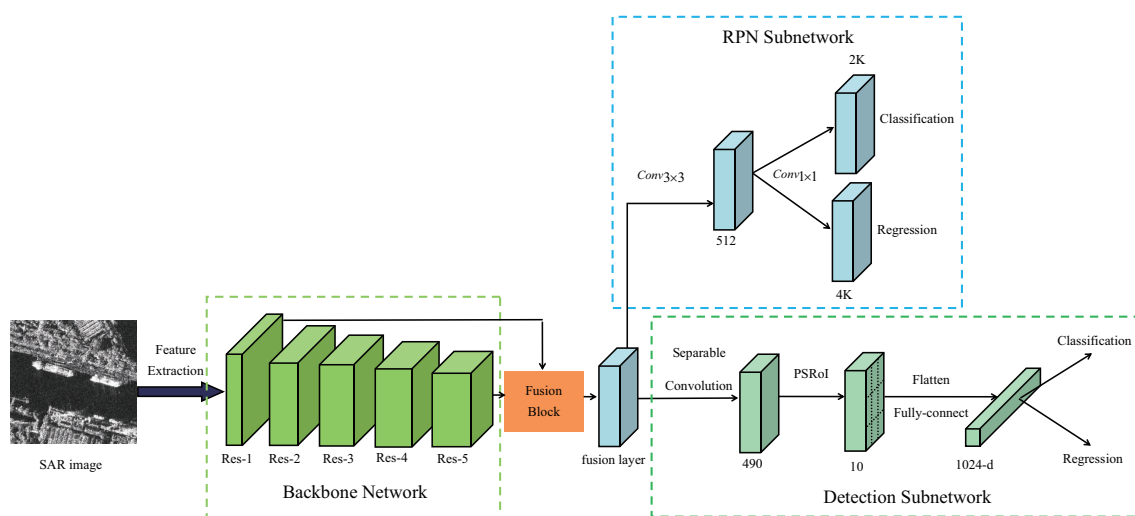 RPN Subnetwork
2K
Classification
Conv3×3
Conv1×1
512
Regression
4K
Feature
Extraction
SAR image
Res-1
Res-2
Res-3
Res-4
Res-5
Backbone Network
Fusion
Block
fusion layer
Separable
Convolution
490
PSRoI
10
Flatten
Fully-connect
1024-d
Classification
Regression
Detection Subnetwork